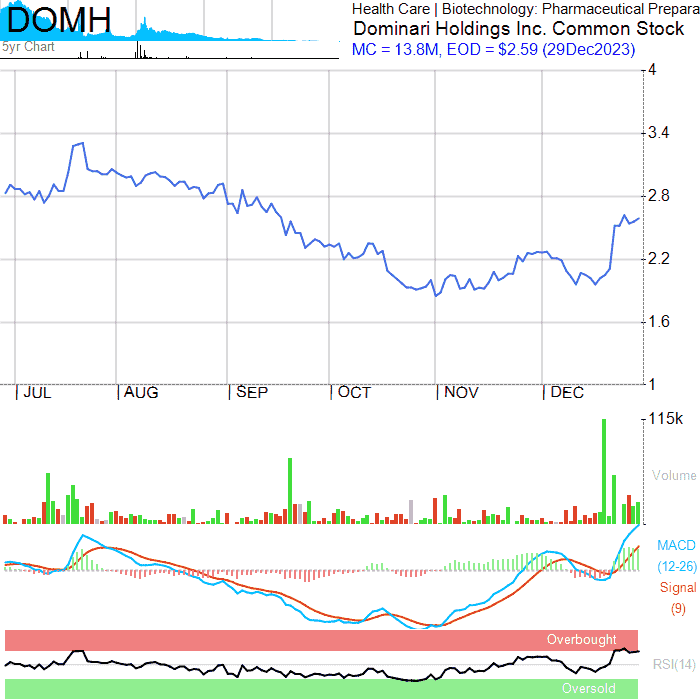 DOMH
5yr Chart
Health Care | Biotechnology: Pharmaceutical Prepara
Dominari Holdings Inc. Common Stock
MC = 13.8M, EOD = $2.59 (29Dec2023)
4
3.4
2.8
2.2
1.6
1
| JUL | AUG | SEP | OCT | NOV | DEC
115k
Volume
MACD
(12-26)
Signal
(9)
Overbought
RSI(14)
Oversold